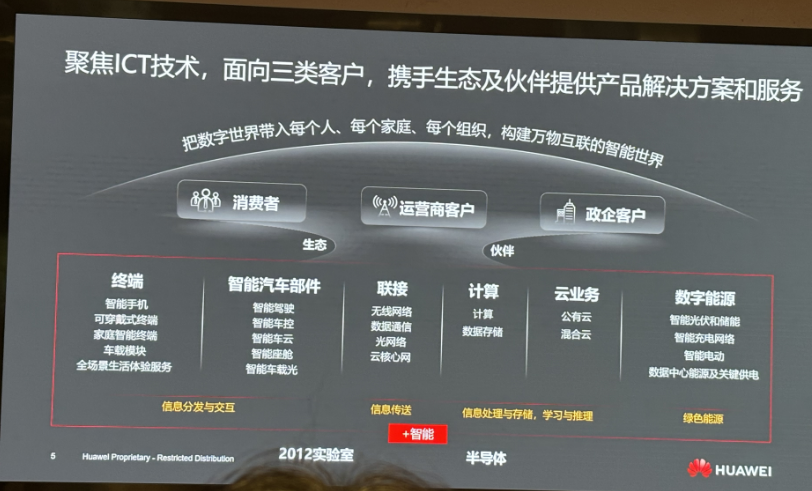 聚焦ICT技术，面向三类客户，携手生态及伙伴提供产品解决方案和服务
把数字世界带入每个人、每个家庭、每个组织，构建万物互联的智能世界
消费者
运营商客户
政企客户
生态
伙伴
终端
智能手机
可穿戴式终端
家庭智能终端
车载模块
全场景生活体验服务
智能汽车部件
智能驾驶
智能车控
智能车云
智能座舱
智能车载光
联接
无线网络
数据通信
光网络
云核心网
计算
计算
数据存储
云业务
公有云
混合云
数字能源
智能光伏和储能
智能充电网络
智能电动
数据中心能源及关键供电
信息分发与交互
信息传送
信息处理与存储，学习与推理
绿色能源
+智能
2012实验室
半导体
5
Huawei Proprietary - Restricted Distribution
HUAWEI